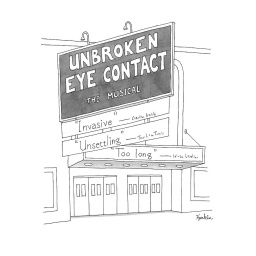 UNBROKEN
EYE CONTACT
THE MUSICAL
"Invasive" —
"Unsettling" —
"Too long" —